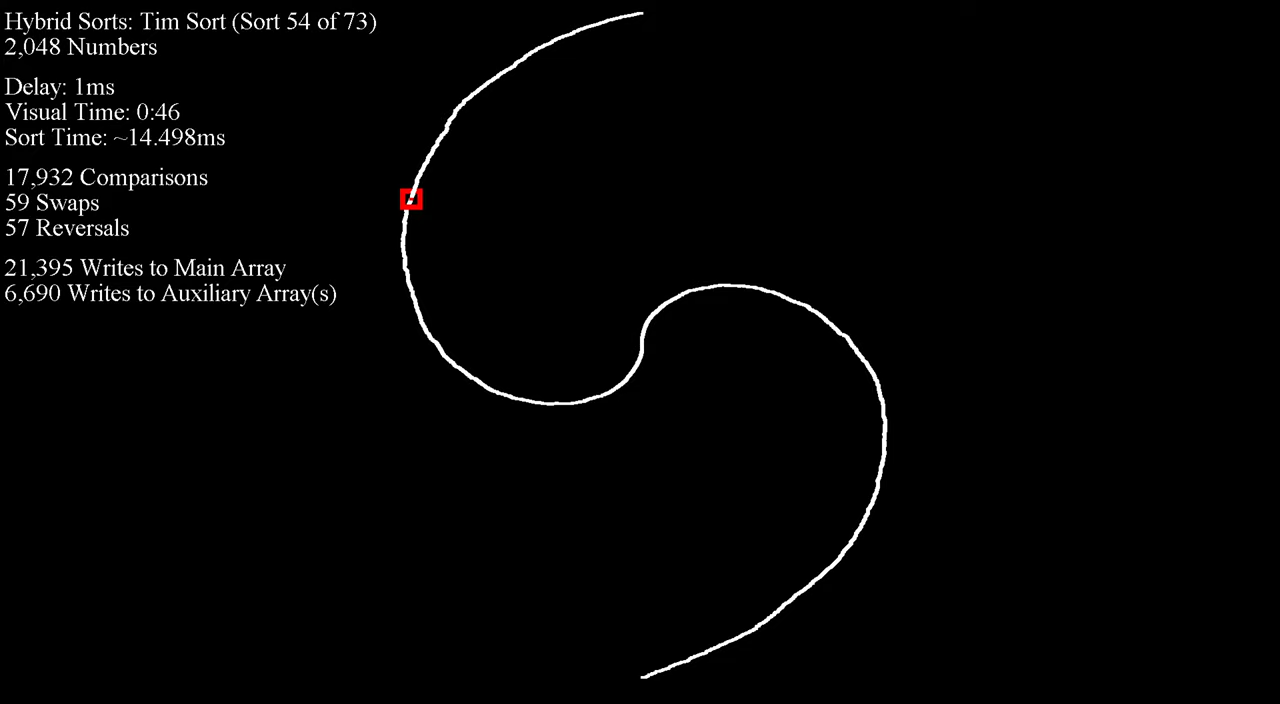 Hybrid Sorts: Tim Sort (Sort 54 of 73)
2,048 Numbers
Delay: 1ms
Visual Time: 0:46
Sort Time: ~14.498ms
17,932 Comparisons
59 Swaps
57 Reversals
21,395 Writes to Main Array
6,690 Writes to Auxiliary Array(s)